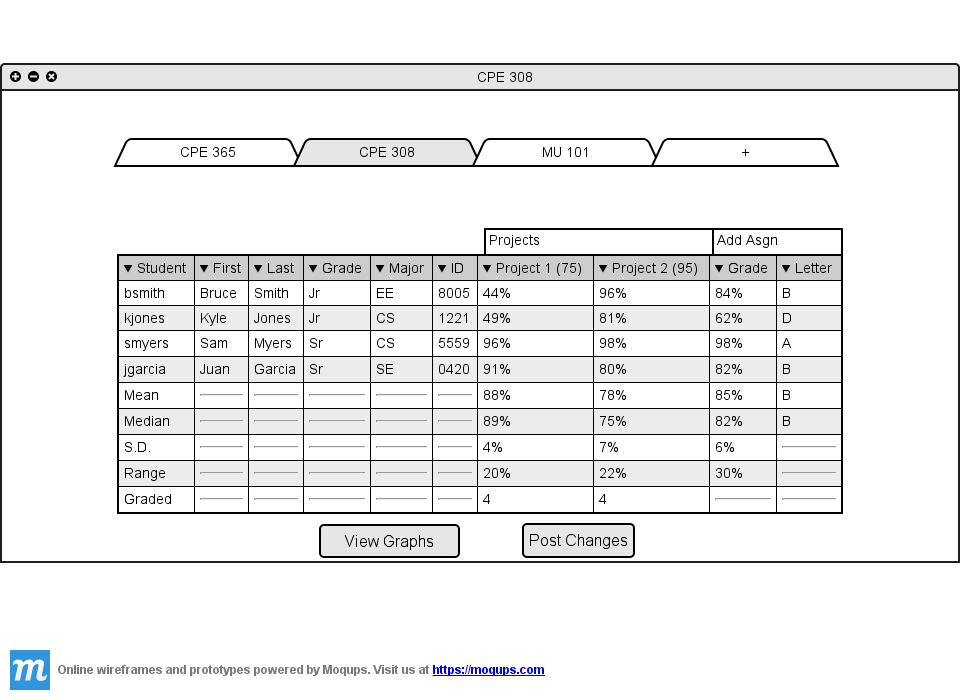 CPE 308
CPE 365 CPE 308 MU 101 +
Projects Add Asgn
▼ Student ▼ First ▼ Last ▼ Grade ▼ Major ▼ ID ▼ Project 1 (75) ▼ Project 2 (95) ▼ Grade ▼ Letter
bsmith Bruce Smith Jr EE 8005 44% 96% 84% B
kjones Kyle Jones Jr CS 1221 49% 81% 62% D
smyers Sam Myers Sr CS 5559 96% 98% 98% A
jgarcia Juan Garcia Sr SE 0420 91% 80% 82% B
Mean 88% 78% 85% B
Median 89% 75% 82% B
S.D. 4% 7% 6%
Range 20% 22% 30%
Graded 4 4
View Graphs Post Changes
m Online wireframes and prototypes powered by Moqups. Visit us at https://moqups.com